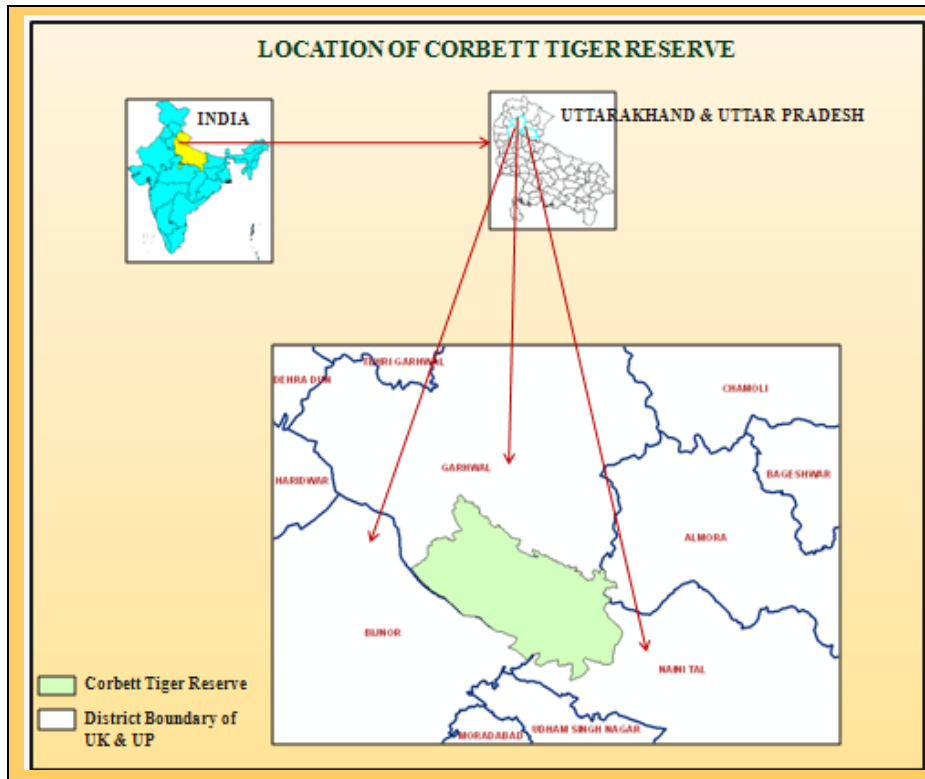 LOCATION OF CORBETT TIGER RESERVE
INDIA
UTTARAKHAND & UTTAR PRADESH
TEHRI GARHWAL
DEHRA DUN
CHAMOLI
GARHWAL
BAGESHWAR
HARIDWAR
ALMORA
BIJNOR
NAINI TAL
Corbett Tiger Reserve
District Boundary of
UK & UP
UDHAM SINGH NAGAR
MORADABAD